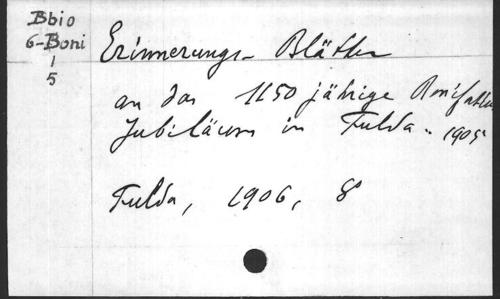 Bbio
6-Boni
1
5
Erinnerungs-Blätter
an das 1150 jährige Bonifatius
Jubiläum in Fulda. 1905
Fulda, 1906, 8°